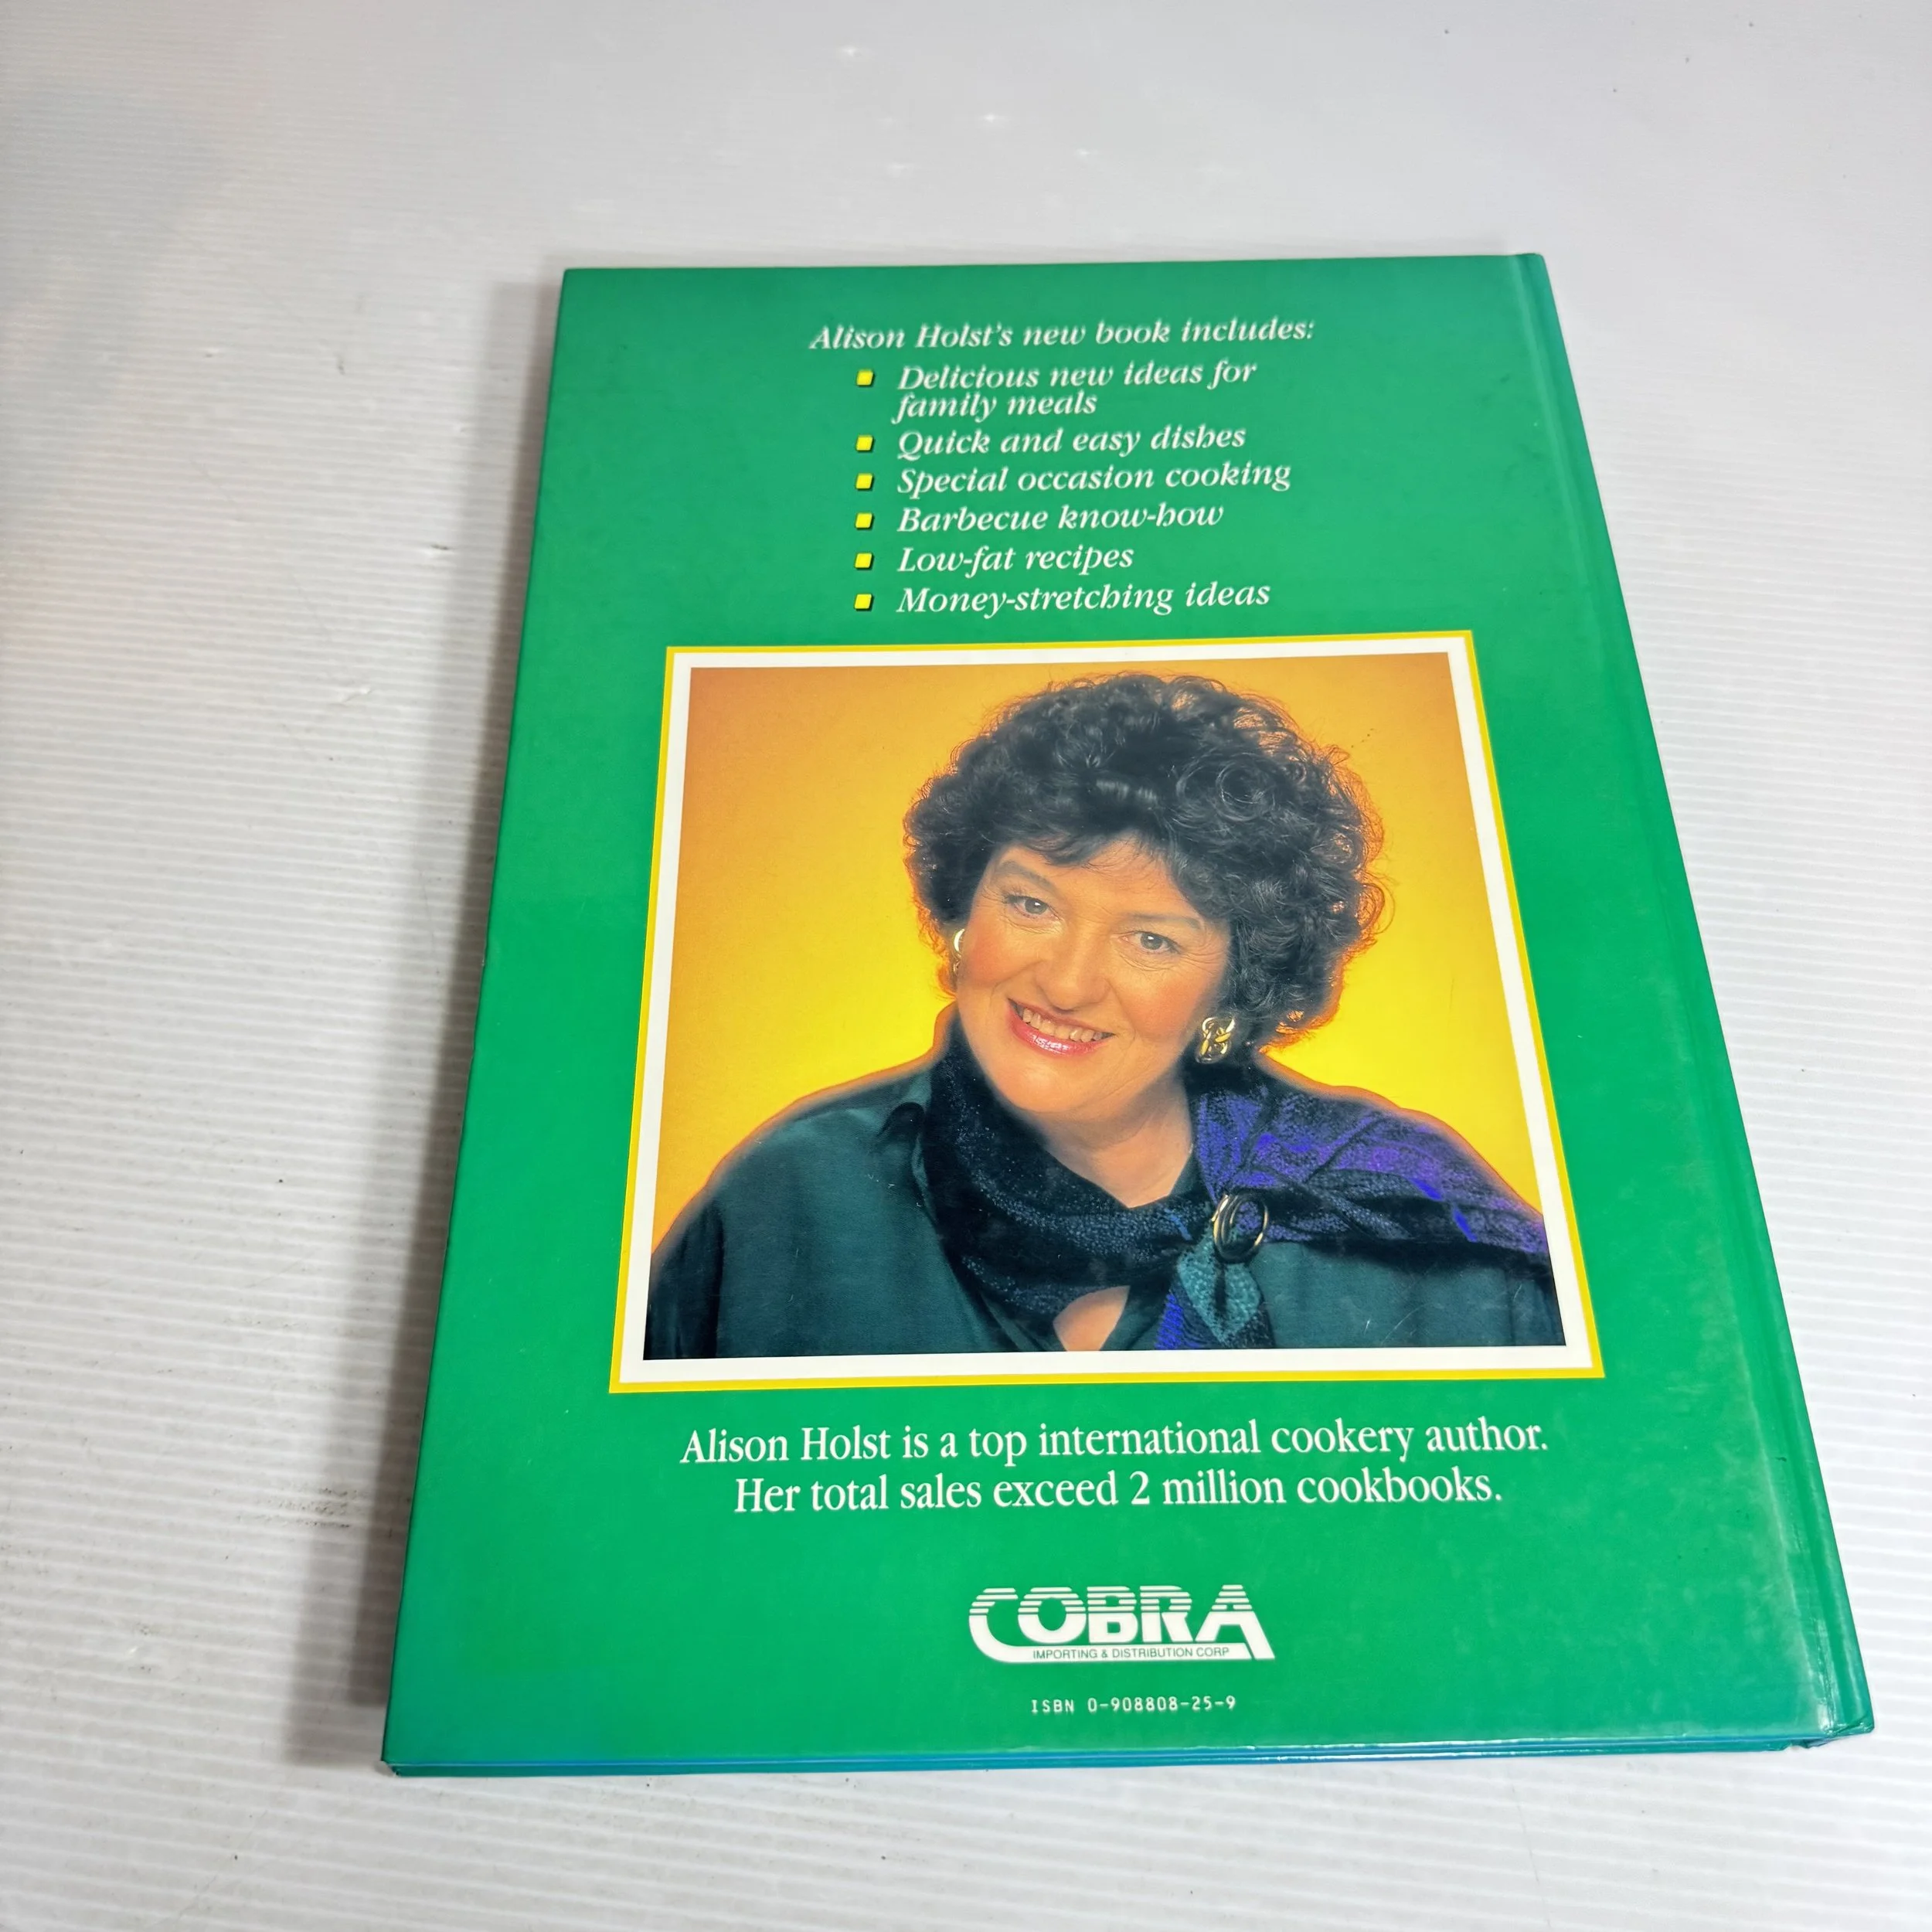 Alison Holst's new book includes:
Delicious new ideas for
family meals
Quick and easy dishes
Special occasion cooking
Barbecue know-how
Low-fat recipes
Money-stretching ideas
Alison Holst is a top international cookery author.
Her total sales exceed 2 million cookbooks.
COBRA
IMPORTING & DISTRIBUTION CORP
ISBN 0-908808-25-9